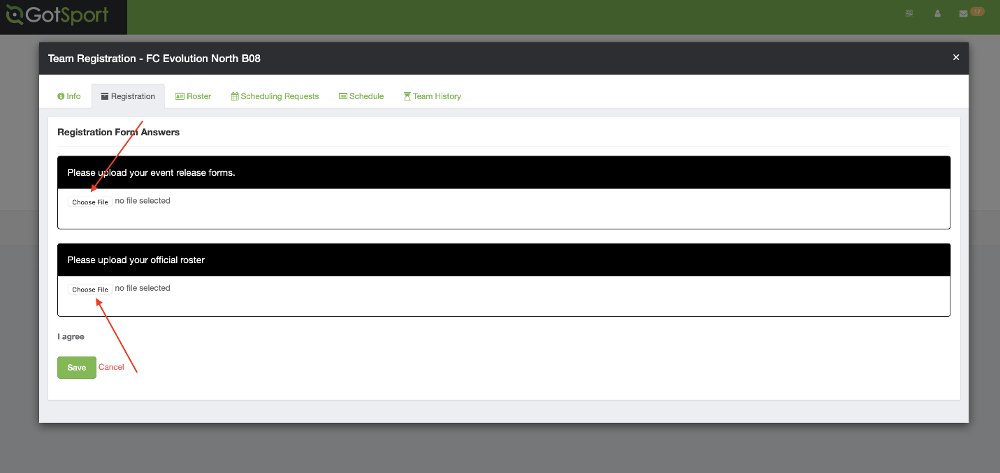 GotSport
17
Team Registration - FC Evolution North B08
×
Info Registration Roster Scheduling Requests Schedule Team History
Registration Form Answers
Please upload your event release forms.
Choose File no file selected
Please upload your official roster
Choose File no file selected
I agree
Save Cancel